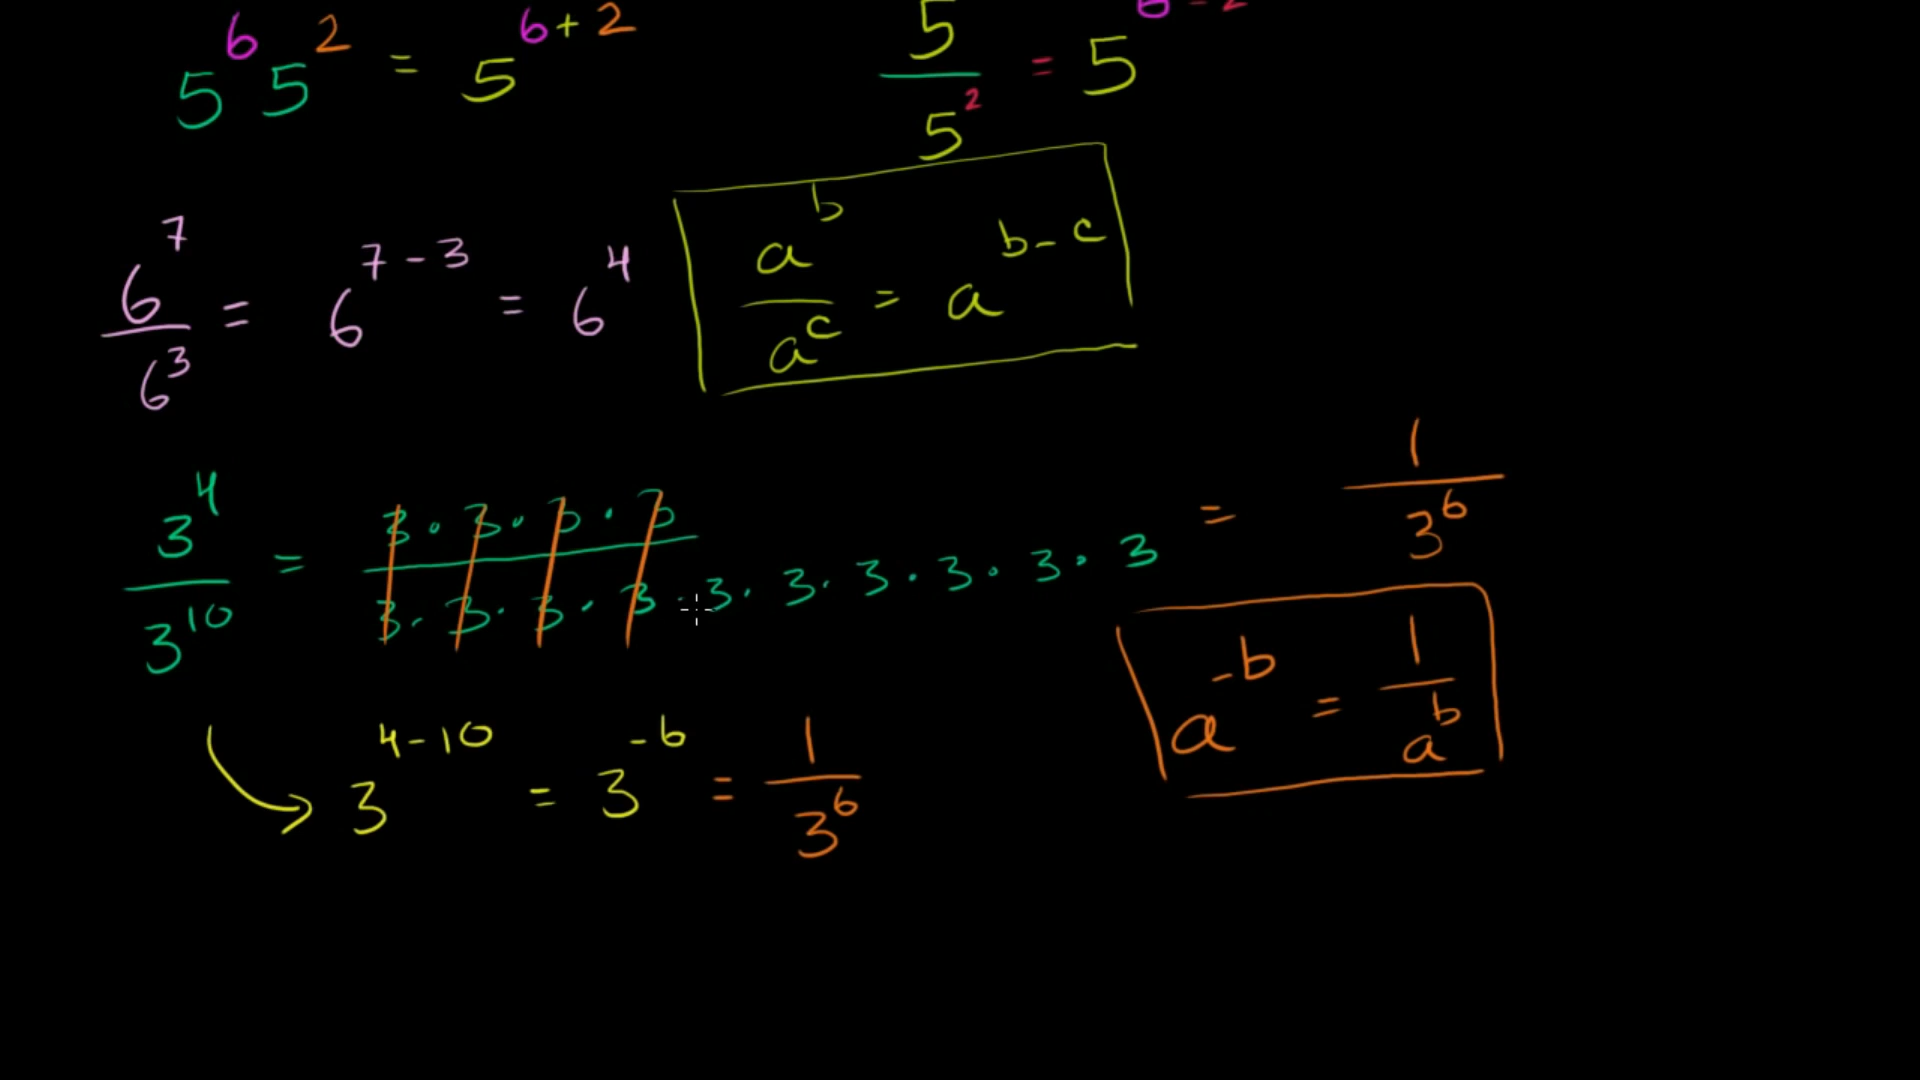 5^6 5^2 = 5^(6+2)
5 / 5^2 = 5^(6-2)
6^7 / 6^3 = 6^(7-3) = 6^4
a^b / a^c = a^(b-c)
3^4 / 3^10 = 3·3·3·3 / 3·3·3·3·3·3·3·3·3·3 = 1 / 3^6
3^(4-10) = 3^-6 = 1 / 3^6
a^-b = 1 / a^b